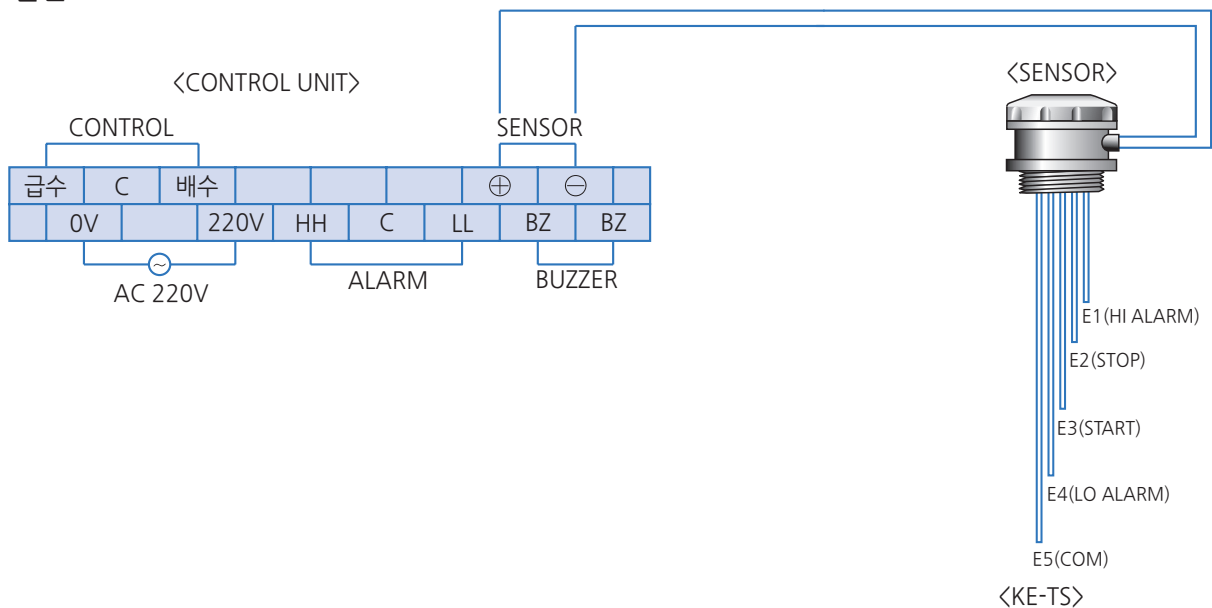 <CONTROL UNIT>
<SENSOR>
CONTROL
SENSOR
급수 C 배수 ⊕ ⊖
0V 220V HH C LL BZ BZ
~
AC 220V
ALARM
BUZZER
E1(HI ALARM)
E2(STOP)
E3(START)
E4(LO ALARM)
E5(COM)
<KE-TS>